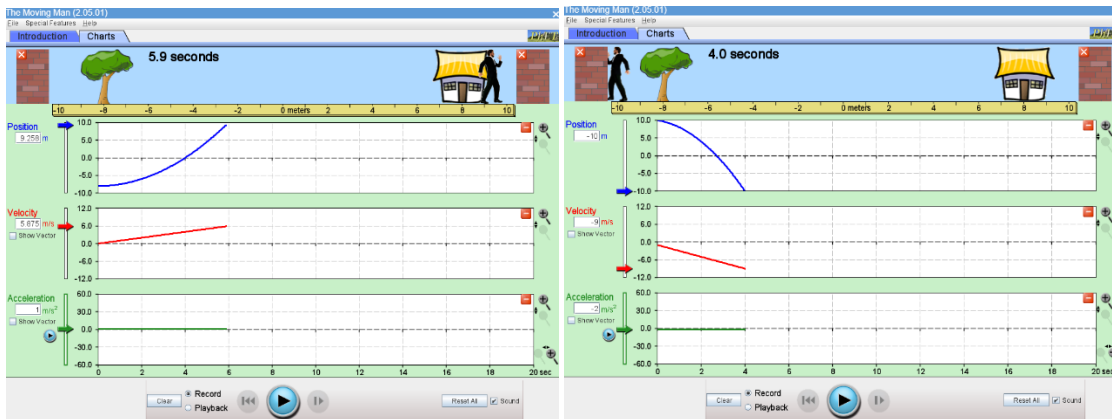 The Moving Man (2.05.01)
File Special Features Help
Introduction Charts
5.9 seconds
-10 -8 -6 -4 -2 0 meters 2 4 6 8 10
Position
9.258 m
10.0
5.0
0.0
-5.0
-10.0
Velocity
5.875 m/s
Show Vector
12.0
6.0
0.0
-6.0
-12.0
Acceleration
1 m/s²
Show Vector
60.0
30.0
0.0
-30.0
-60.0
0 2 4 6 8 10 12 14 16 18 20 sec
Clear
Record
Playback
Reset All
Sound
The Moving Man (2.05.01)
File Special Features Help
Introduction Charts
4.0 seconds
-10 -8 -6 -4 -2 0 meters 2 4 6 8 10
Position
-10 m
10.0
5.0
0.0
-5.0
-10.0
Velocity
-9 m/s
Show Vector
12.0
6.0
0.0
-6.0
-12.0
Acceleration
-2 m/s²
Show Vector
60.0
30.0
0.0
-30.0
-60.0
0 2 4 6 8 10 12 14 16 18 20 sec
Clear
Record
Playback
Reset All
Sound